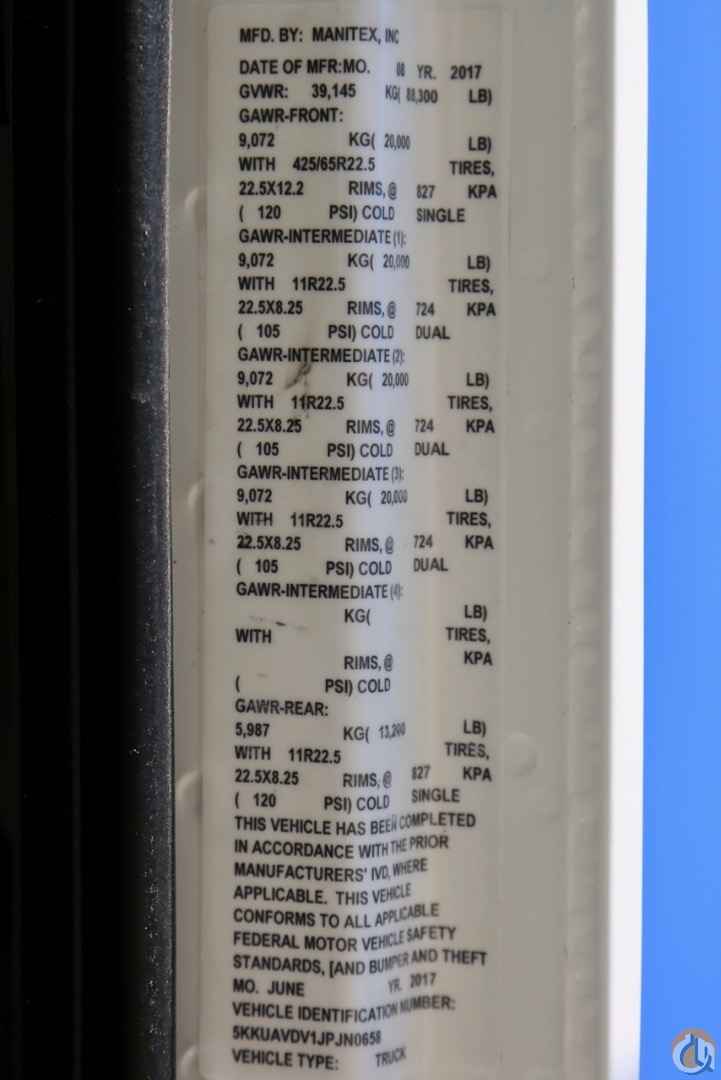 MFD. BY: MANITEX, INC
DATE OF MFR:MO. 08 YR. 2017
GVWR: 39,145 KG( 88,300 LB)
GAWR-FRONT:
9,072 KG( 20,000 LB)
WITH 425/65R22.5 TIRES,
22.5X12.2 RIMS,@ 827 KPA
( 120 PSI) COLD SINGLE
GAWR-INTERMEDIATE (1):
9,072 KG( 20,000 LB)
WITH 11R22.5 TIRES,
22.5X8.25 RIMS,@ 724 KPA
( 105 PSI) COLD DUAL
GAWR-INTERMEDIATE (2):
9,072 KG( 20,000 LB)
WITH 11R22.5 TIRES,
22.5X8.25 RIMS,@ 724 KPA
( 105 PSI) COLD DUAL
GAWR-INTERMEDIATE (3):
9,072 KG( 20,000 LB)
WITH 11R22.5 TIRES,
22.5X8.25 RIMS,@ 724 KPA
( 105 PSI) COLD DUAL
GAWR-INTERMEDIATE (4):
KG( LB)
WITH TIRES,
RIMS,@ KPA
( PSI) COLD
GAWR-REAR:
5,987 KG( 13,200 LB)
WITH 11R22.5 TIRES,
22.5X8.25 RIMS,@ 827 KPA
( 120 PSI) COLD SINGLE
THIS VEHICLE HAS BEEN COMPLETED
IN ACCORDANCE WITH THE PRIOR
MANUFACTURERS' IVD, WHERE
APPLICABLE. THIS VEHICLE
CONFORMS TO ALL APPLICABLE
FEDERAL MOTOR VEHICLE SAFETY
STANDARDS, [AND BUMPER AND THEFT
MO. JUNE YR. 2017
VEHICLE IDENTIFICATION NUMBER:
5KKUAVDV1JPJN0658
VEHICLE TYPE: TRUCK